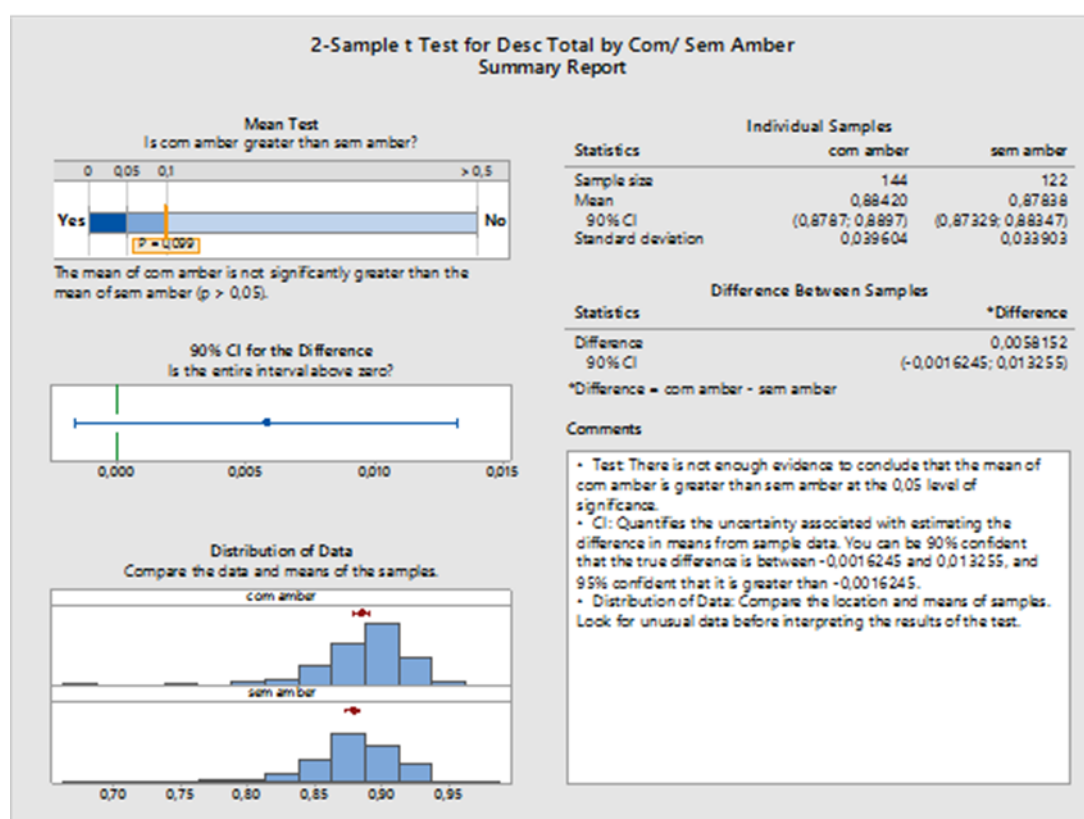 2-Sample t Test for Desc Total by Com/ Sem Amber
Summary Report
Mean Test
Is com amber greater than sem amber?
0 0,05 0,1 > 0,5
Yes No
P = 0,099
The mean of com amber is not significantly greater than the
mean of sem amber (p > 0,05).
90% CI for the Difference
Is the entire interval above zero?
0,000 0,005 0,010 0,015
Distribution of Data
Compare the data and means of the samples.
com amber
sem amber
0,70 0,75 0,80 0,85 0,90 0,95
Individual Samples
Statistics com amber sem amber
Sample size 144 122
Mean 0,88420 0,87838
90% CI (0,8787; 0,8897) (0,87329; 0,88347)
Standard deviation 0,039604 0,033903
Difference Between Samples
Statistics *Difference
Difference 0,0058152
90% CI (-0,0016245; 0,013255)
*Difference = com amber - sem amber
Comments
• Test: There is not enough evidence to conclude that the mean of
com amber is greater than sem amber at the 0,05 level of
significance.
• CI: Quantifies the uncertainty associated with estimating the
difference in means from sample data. You can be 90% confident
that the true difference is between -0,0016245 and 0,013255, and
95% confident that it is greater than -0,0016245.
• Distribution of Data: Compare the location and means of samples.
Look for unusual data before interpreting the results of the test.